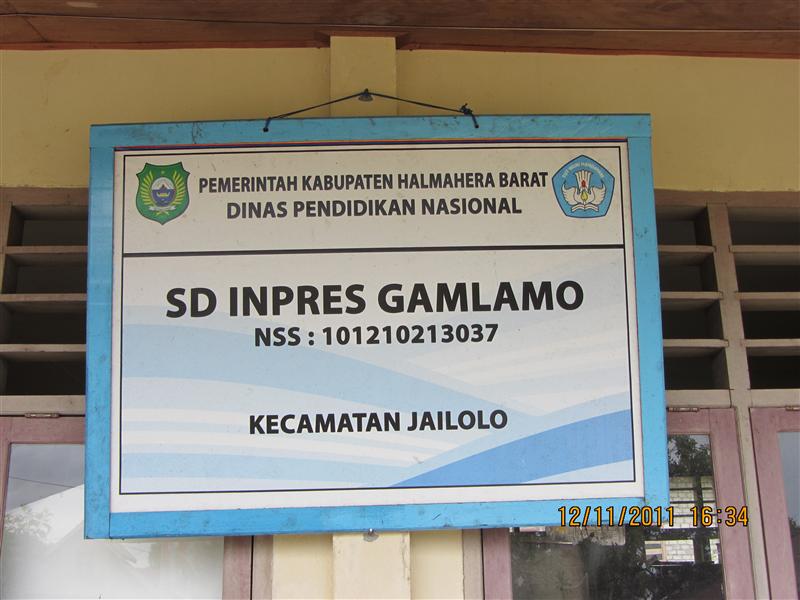 PEMERINTAH KABUPATEN HALMAHERA BARAT
DINAS PENDIDIKAN NASIONAL
SD INPRES GAMLAMO
NSS : 101210213037
KECAMATAN JAILOLO
12/11/2011 16:34